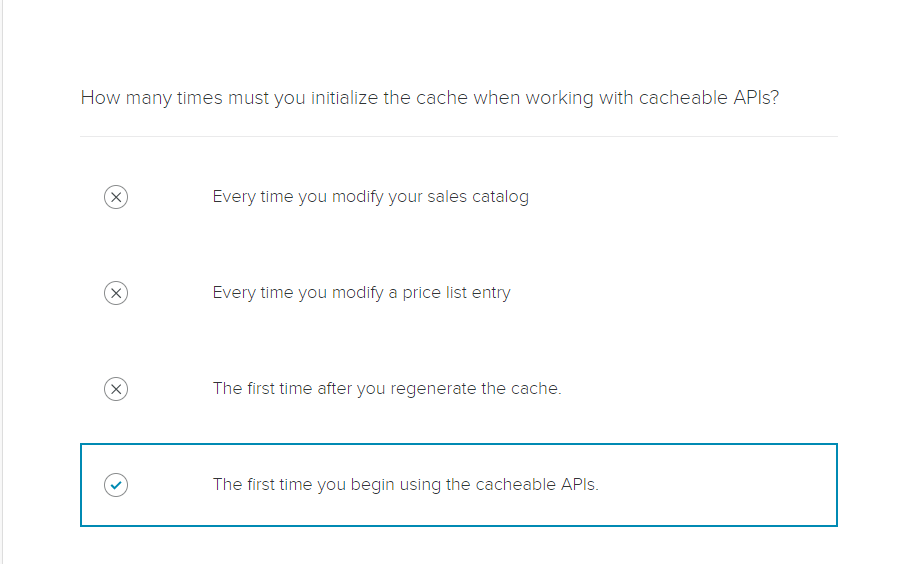 How many times must you initialize the cache when working with cacheable APIs?
Every time you modify your sales catalog
Every time you modify a price list entry
The first time after you regenerate the cache.
The first time you begin using the cacheable APIs.